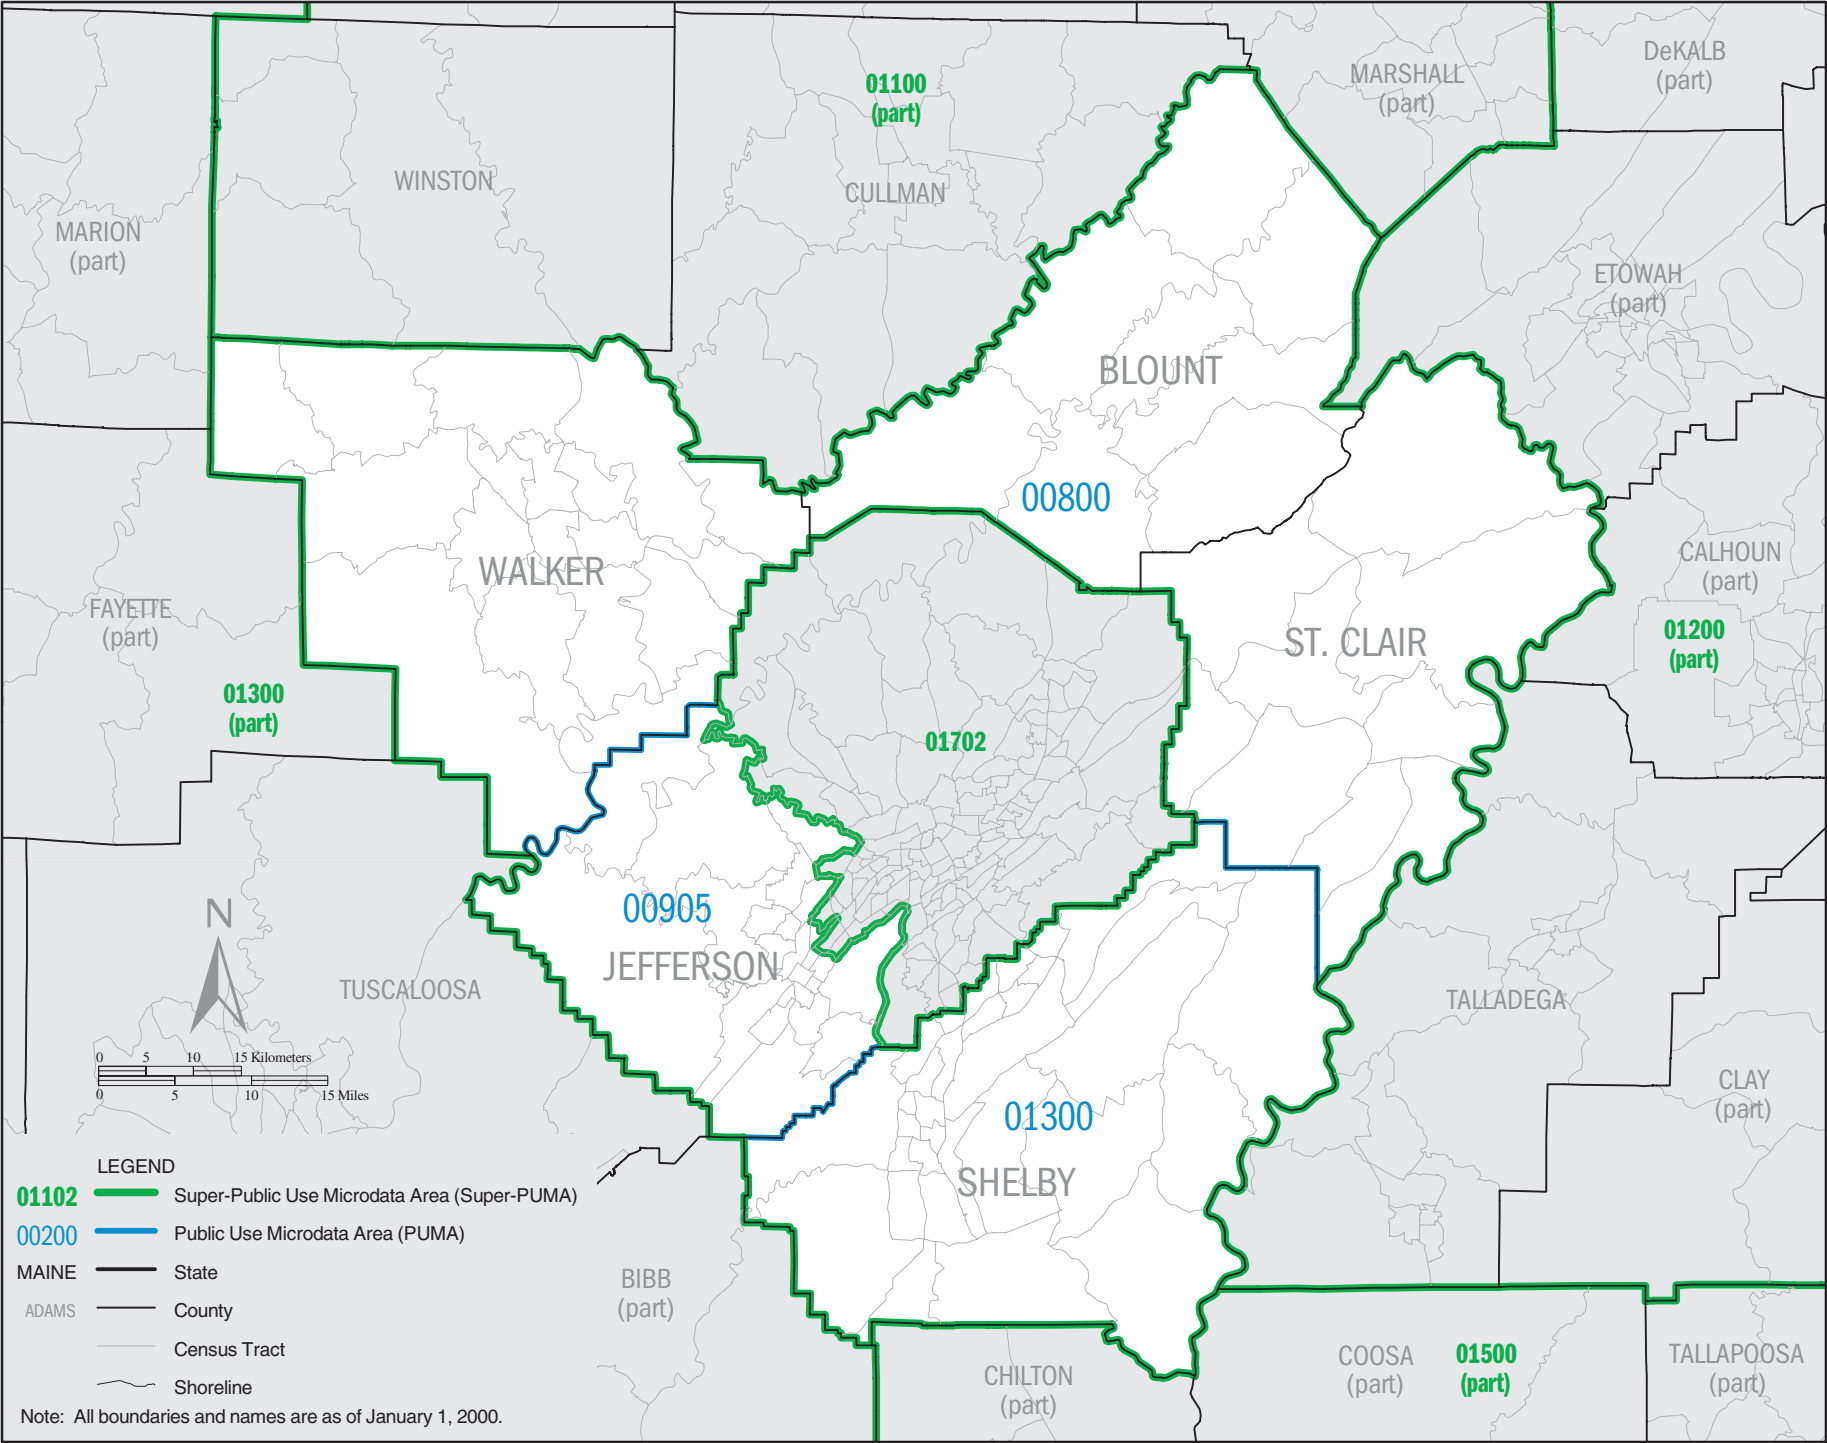 DeKALB
(part)
MARSHALL
(part)
01100
(part)
WINSTON
CULLMAN
MARION
(part)
ETOWAH
(part)
BLOUNT
00800
WALKER
CALHOUN
(part)
FAYETTE
(part)
ST. CLAIR
01200
(part)
01300
(part)
01702
00905
JEFFERSON
N
TUSCALOOSA
TALLADEGA
0 5 10 15 Kilometers
0 5 10 15 Miles
CLAY
(part)
01300
SHELBY
LEGEND
01102 Super-Public Use Microdata Area (Super-PUMA)
00200 Public Use Microdata Area (PUMA)
MAINE State
ADAMS County
Census Tract
Shoreline
BIBB
(part)
CHILTON
(part)
COOSA
(part)
01500
(part)
TALLAPOOSA
(part)
Note: All boundaries and names are as of January 1, 2000.